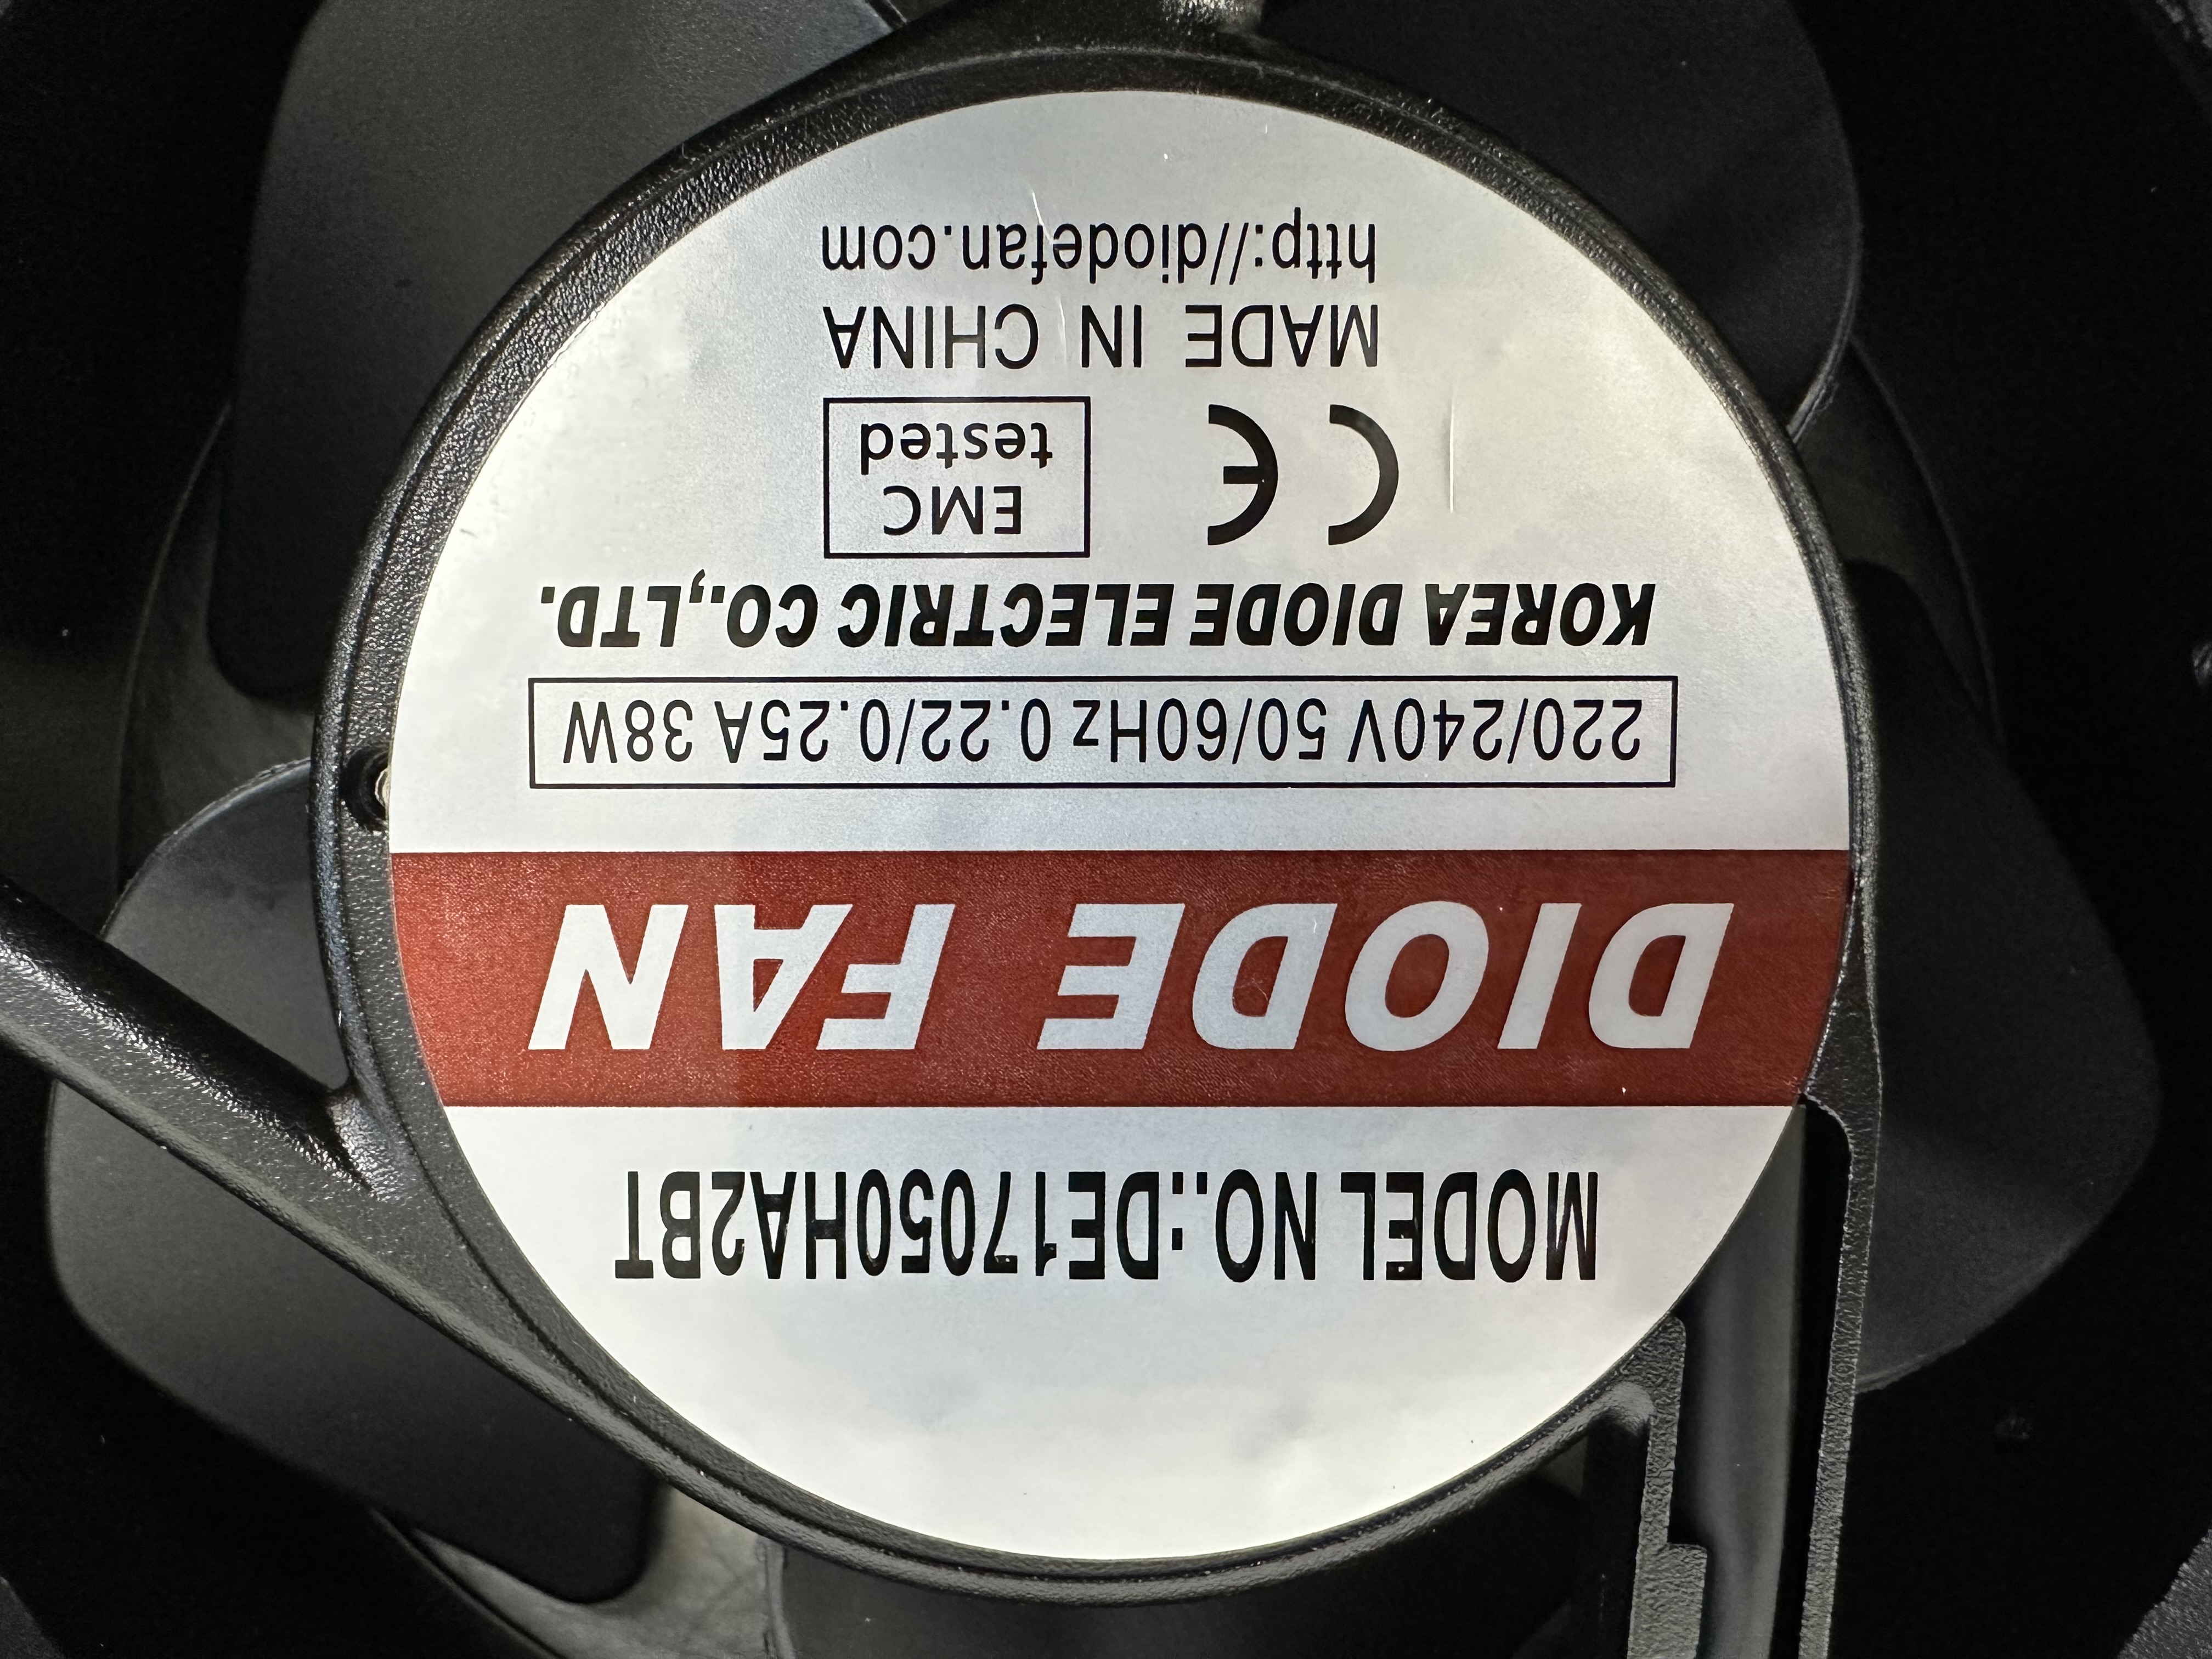 MODEL NO.:DE17050HA2BT
DIODE FAN
220/240V 50/60Hz 0.22/0.25A 38W
KOREA DIODE ELECTRIC CO.,LTD.
CE
EMC
tested
MADE IN CHINA
http://diodefan.com